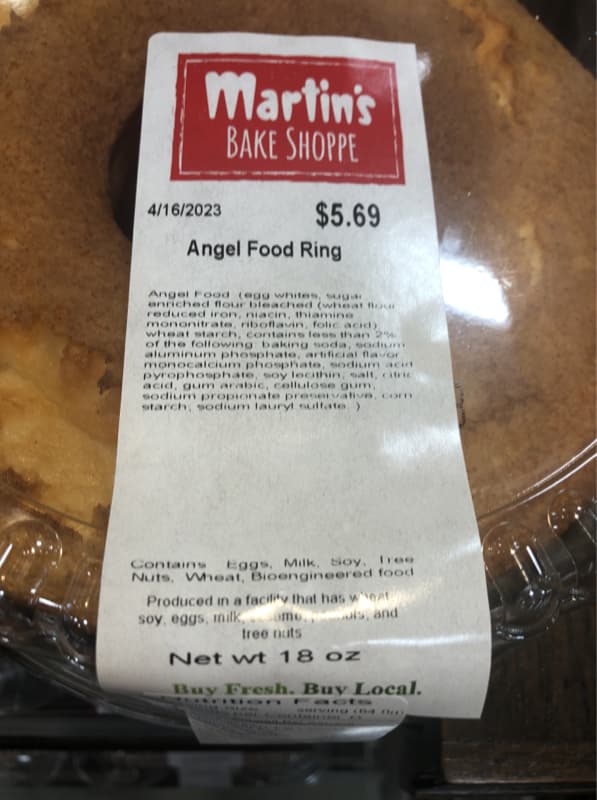 Martin's
BAKE SHOPPE
4/16/2023
$5.69
Angel Food Ring
Angel Food (egg whites, sugar
enriched flour bleached (wheat flour
reduced iron, niacin, thiamine
mononitrate, riboflavin, folic acid)
wheat starch, contains less than 2%
of the following baking soda, sodium
aluminum phosphate, artificial flavor
monocalcium phosphate, sodium acid
pyrophosphate, soy lecithin, salt, citric
acid, gum arabic, cellulose gum,
sodium propionate preservative, corn
starch, sodium lauryl sulfate )
Contains Eggs, Milk, Soy, Tree
Nuts, Wheat, Bioengineered food
Produced in a facility that has wheat
soy, eggs, milk, and
tree nuts
Net wt 18 oz
Buy Fresh. Buy Local.
Nutrition Facts
serving